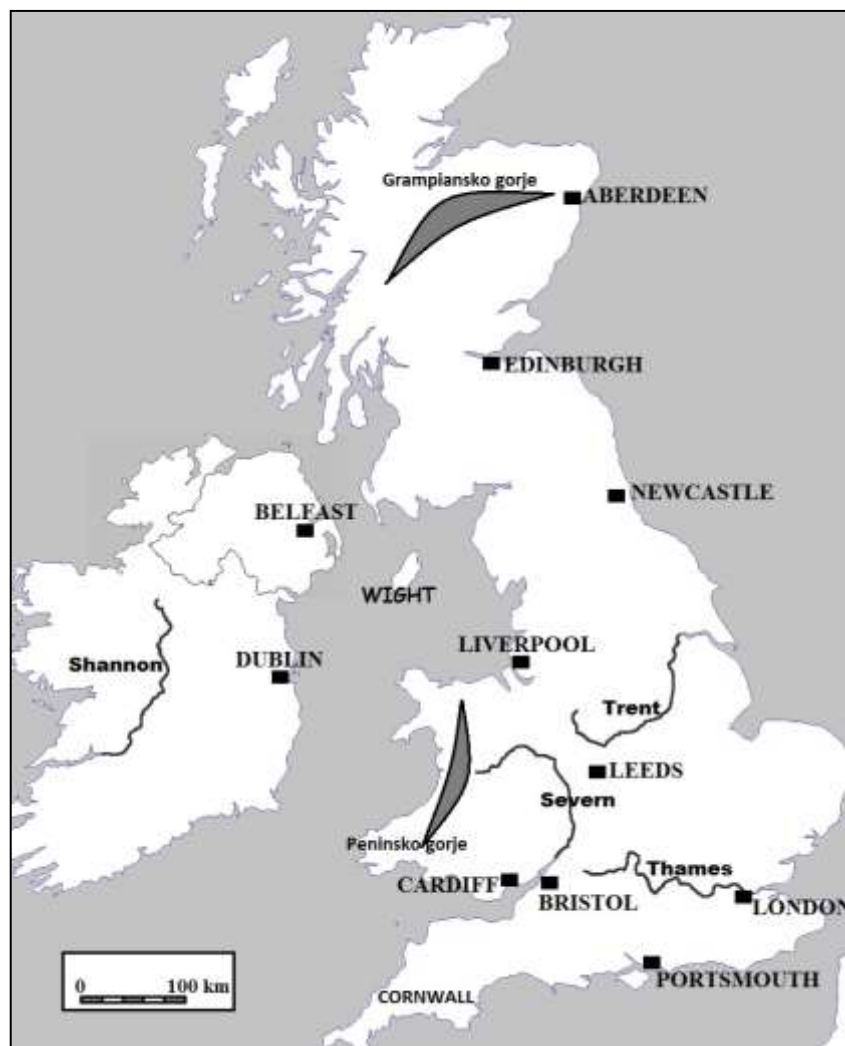 Grampiansko gorje
ABERDEEN
EDINBURGH
NEWCASTLE
BELFAST
WIGHT
LIVERPOOL
Shannon
DUBLIN
Trent
LEEDS
Severn
Peninsko gorje
Thames
CARDIFF
BRISTOL
LONDON
PORTSMOUTH
0 100 km
CORNWALL